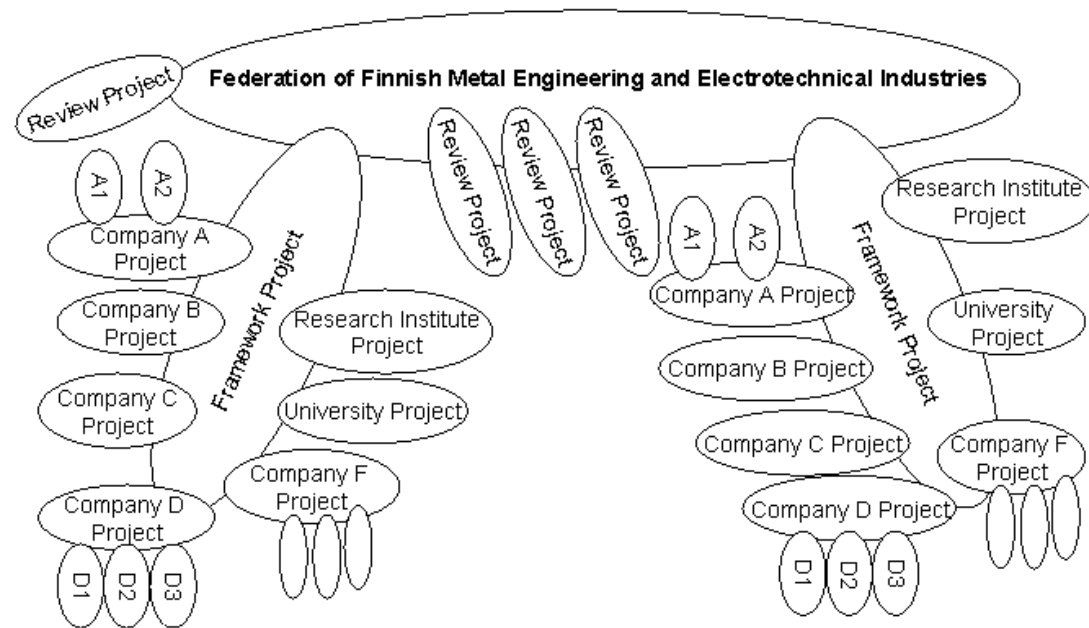 Federation of Finnish Metal Engineering and Electrotechnical Industries
Review Project
Review Project
Review Project
Review Project
A1
A2
Company A
Project
Company B
Project
Company C
Project
Company D
Project
D1
D2
D3
Framework Project
Research Institute
Project
University Project
Company F
Project
A1
A2
Company A Project
Company B Project
Company C Project
Company D Project
D1
D2
D3
Framework Project
Research Institute
Project
University
Project
Company F
Project